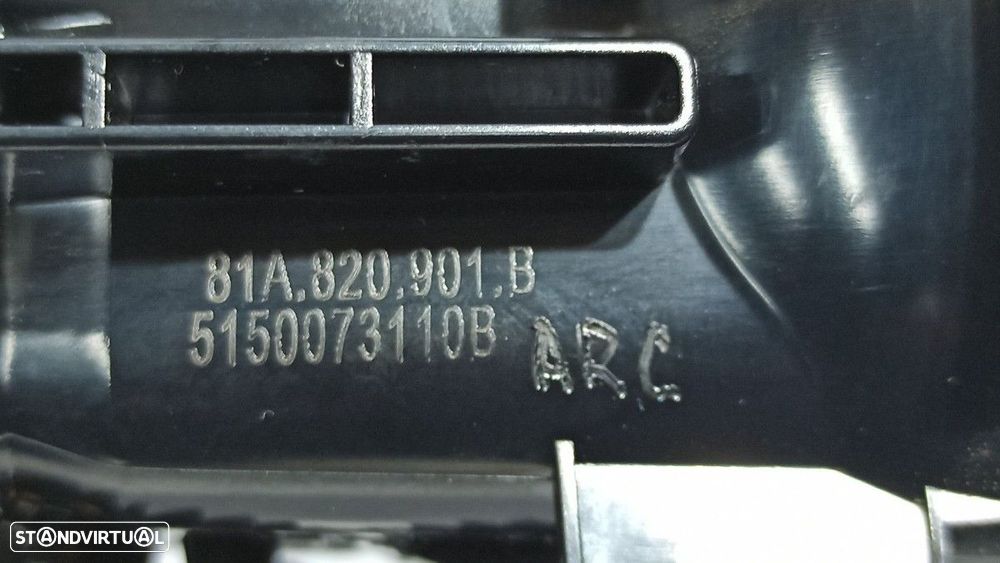 81A.820.901.B
5150073110B ARC
STANDVIRTUAL